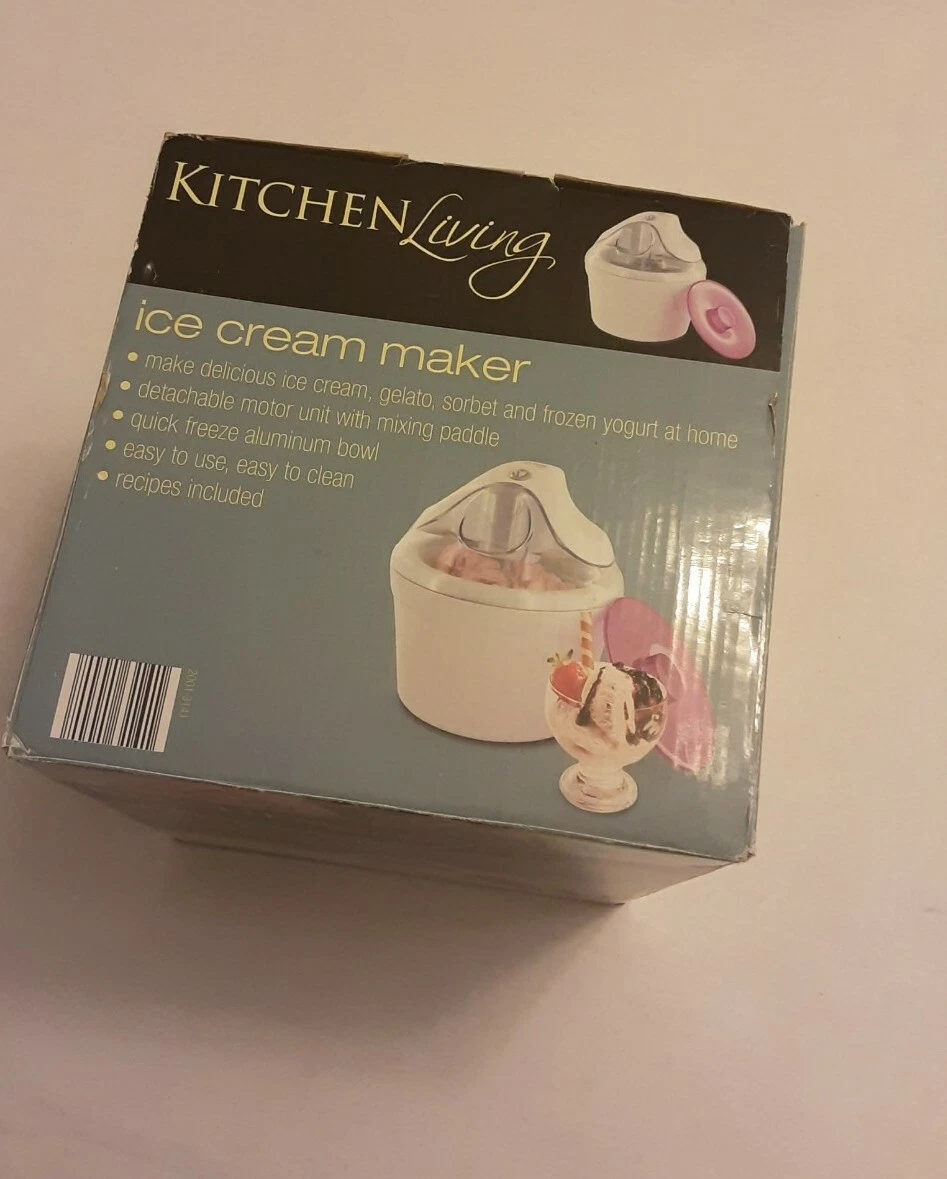 KITCHEN Living
ice cream maker
• make delicious ice cream, gelato, sorbet and frozen yogurt at home
• detachable motor unit with mixing paddle
• quick freeze aluminum bowl
• easy to use, easy to clean
• recipes included